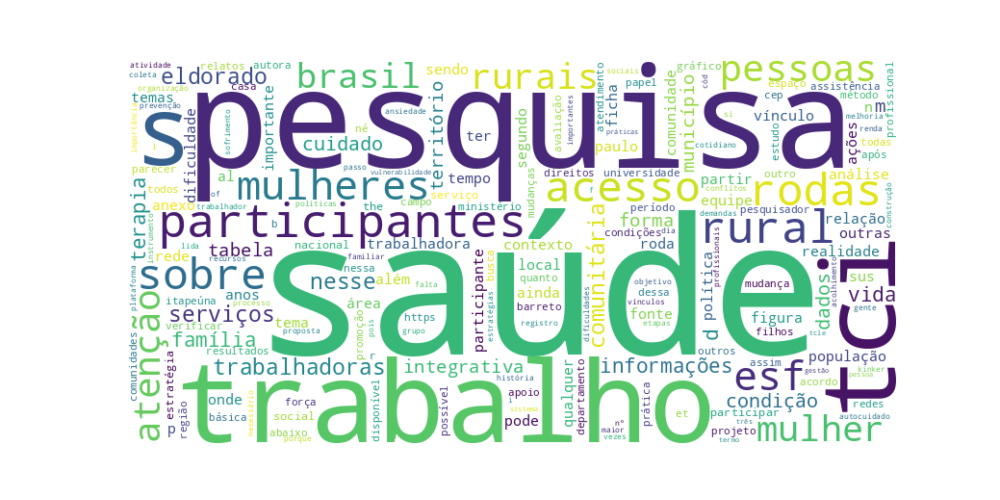 pesquisa
saúde
trabalho
tci
s
participantes
rural
esf
mulheres
acesso
rodas
sobre
mulher
brasil
rurais
pessoas
atenção
eldorado
serviços
família
trabalhadoras
informações
condição
nesse
cuidado
comunitária
integrativa
terapia
território
município
vida
dados
política
d
forma
população
tabela
onde
pode
rede
anexo
temas
dificuldade
importante
al
tempo
ter
segundo
paulo
ficha
comunidade
vínculo
ações
n
m
assistência
método
análise
partir
equipe
relação
outras
realidade
sus
figura
fonte
local
ainda
barreto
contexto
participante
área
além
tema
anos
itapeúna
verificar
resultados
estratégia
região
básica
p
social
abaixo
força
disponível
possível
apoio
departamento
qualquer
prática
et
participar
projeto
redes
acordo
assim
filhos
mudança
outros
roda
condições
período
pesquisador
universidade
direitos
avaliação
mudanças
atendimento
gráfico
papel
espaço
cep
estudo
após
todas
outro
si
cód
sociais
profissional
melhoria
renda
cotidiano
conflitos
construção
demandas
profissionais
dia
objetivo
vínculos
etapas
dessa
quanto
registro
dificuldades
estratégias
busca
https
grupo
pois
promoção
falta
nessa
familiar
nacional
trabalhadora
ministério
campo
the
políticas
of
b
trabalhador
instrumento
lida
recursos
processo
proposta
plataforma
comunidades
todos
parecer
prevenção
organização
coleta
atividade
relatos
autora
casa
sendo
serviço
né
passo
ansiedade
vulnerabilidade
sofrimento
práticas
importantes
importância
história
sistema
i
r
nº
maior
vezes
porque
necessário
três
termo
gestão
pessoa
kinker
autocuidado
tcle
gente
acolhimento